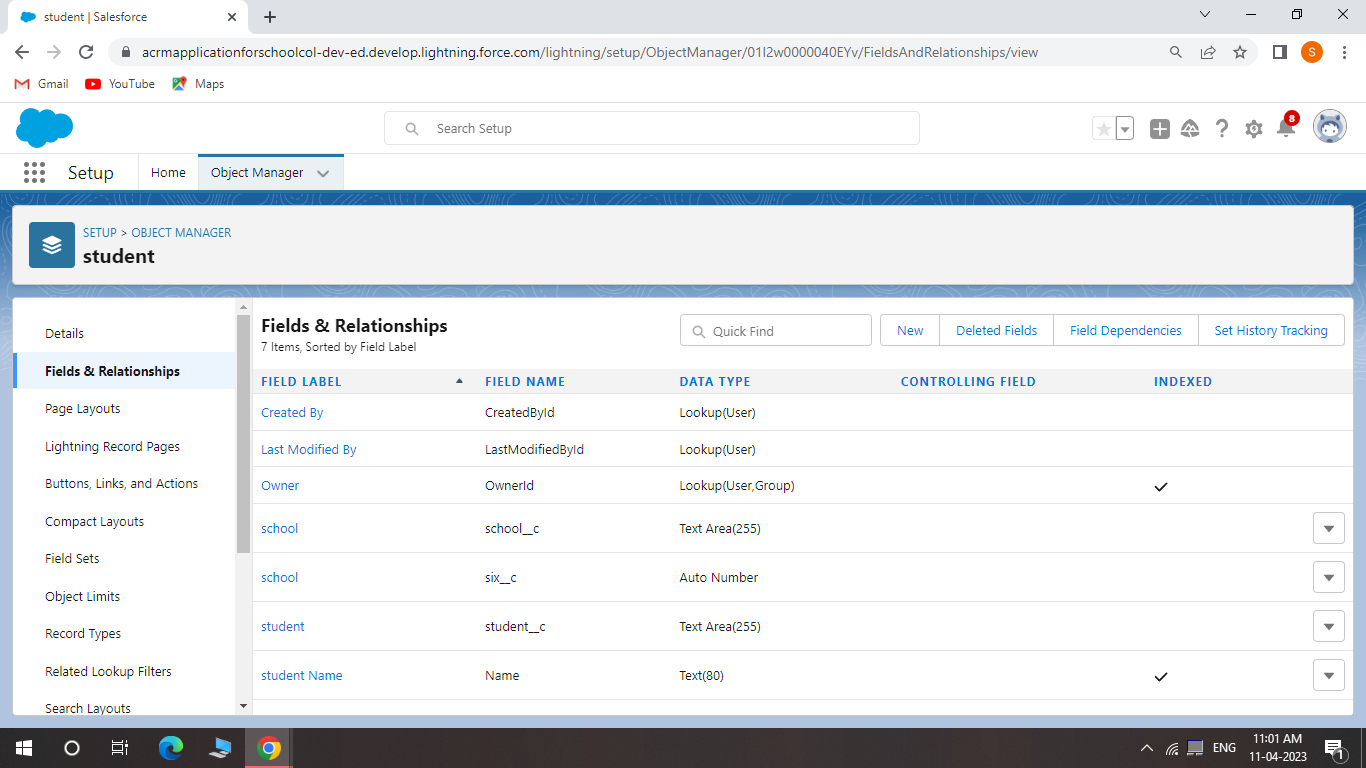 student | Salesforce
acrmapplicationforschoolcol-dev-ed.develop.lightning.force.com/lightning/setup/ObjectManager/01I2w0000040EYv/FieldsAndRelationships/view
S
Gmail YouTube Maps
Search Setup
8
Setup Home Object Manager
SETUP > OBJECT MANAGER
student
Details
Fields & Relationships
Page Layouts
Lightning Record Pages
Buttons, Links, and Actions
Compact Layouts
Field Sets
Object Limits
Record Types
Related Lookup Filters
Search Layouts
Fields & Relationships
7 Items, Sorted by Field Label
Quick Find
New Deleted Fields Field Dependencies Set History Tracking
FIELD LABEL FIELD NAME DATA TYPE CONTROLLING FIELD INDEXED
Created By CreatedById Lookup(User)
Last Modified By LastModifiedById Lookup(User)
Owner OwnerId Lookup(User,Group)
school school__c Text Area(255)
school six__c Auto Number
student student__c Text Area(255)
student Name Name Text(80)
ENG
11:01 AM
11-04-2023
1